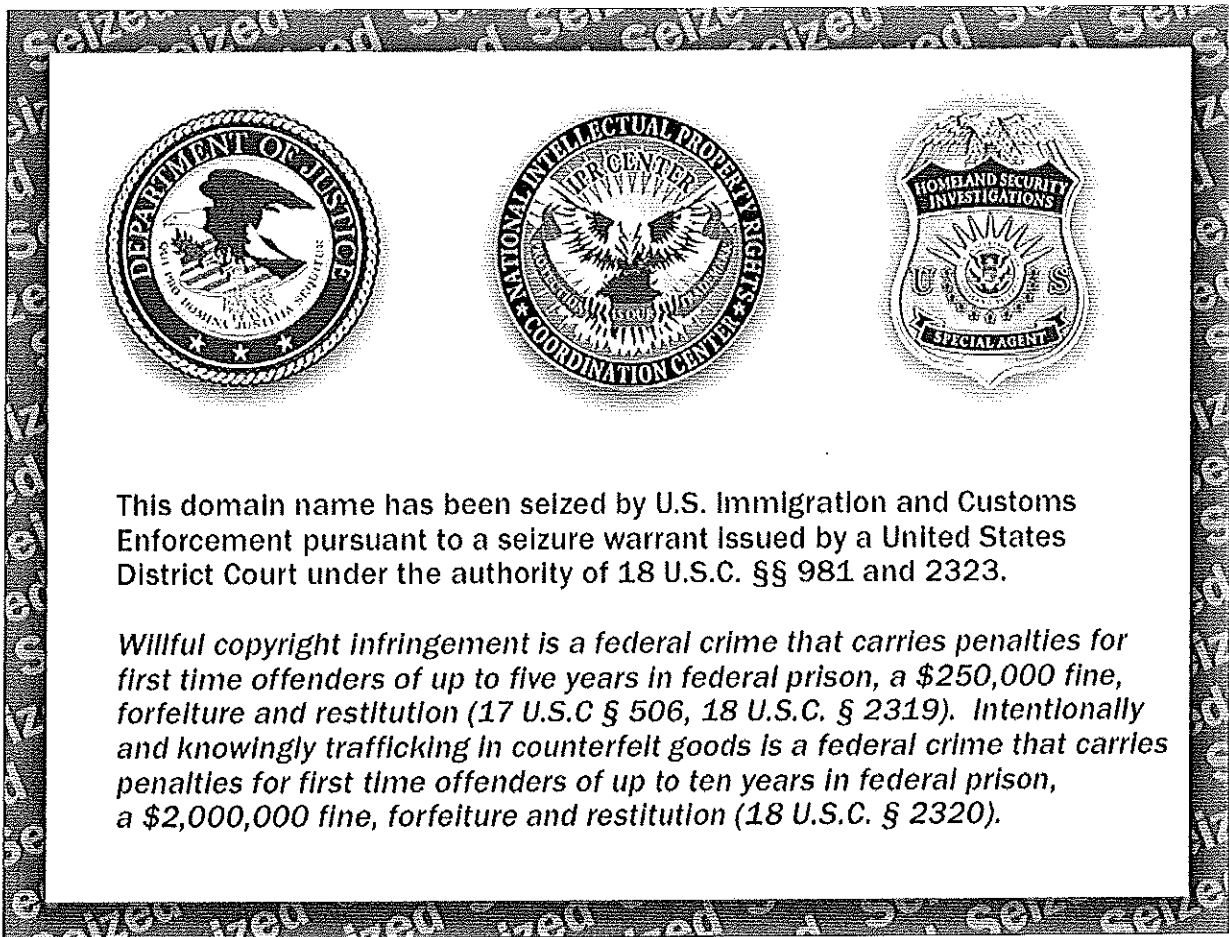 seized seized seized seized
DEPARTMENT OF JUSTICE
QUI PRO DOMINA JUSTITIA SEQUITUR
NATIONAL INTELLECTUAL PROPERTY RIGHTS
IPR CENTER
COORDINATION CENTER
HOMELAND SECURITY
INVESTIGATIONS
U S
SPECIAL AGENT
This domain name has been seized by U.S. Immigration and Customs
Enforcement pursuant to a seizure warrant issued by a United States
District Court under the authority of 18 U.S.C. §§ 981 and 2323.
Willful copyright infringement is a federal crime that carries penalties for
first time offenders of up to five years in federal prison, a $250,000 fine,
forfeiture and restitution (17 U.S.C § 506, 18 U.S.C. § 2319). Intentionally
and knowingly trafficking in counterfeit goods is a federal crime that carries
penalties for first time offenders of up to ten years in federal prison,
a $2,000,000 fine, forfeiture and restitution (18 U.S.C. § 2320).